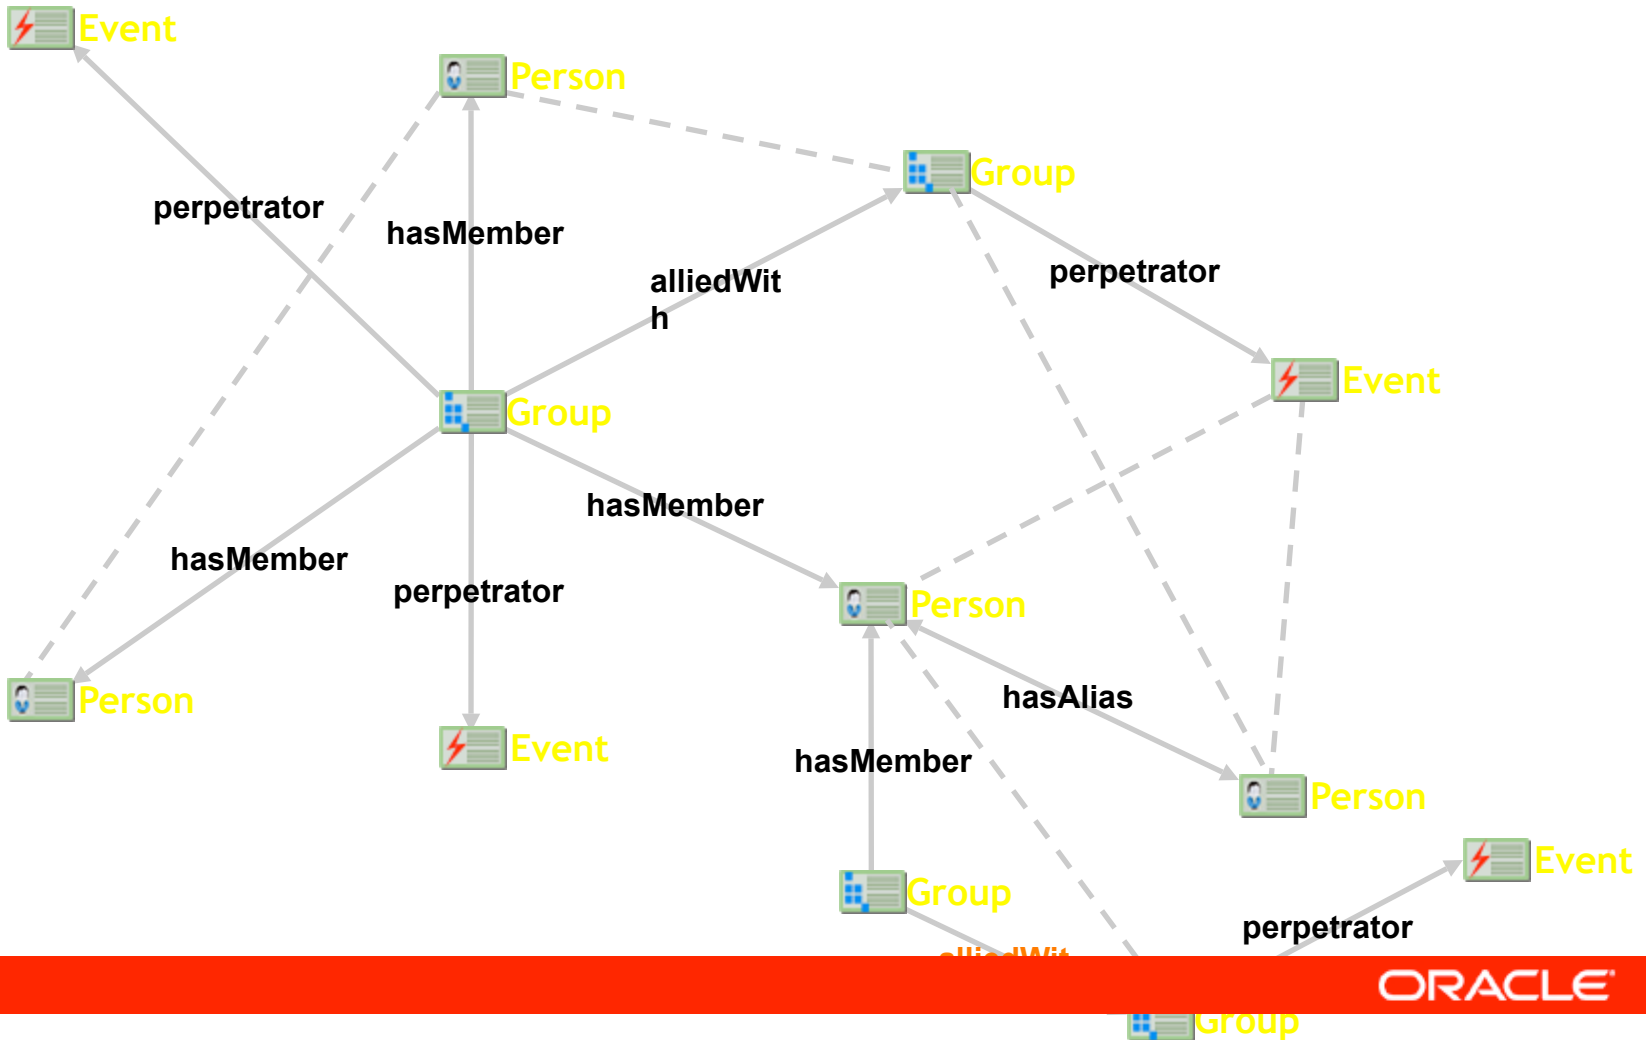 Event
Person
Group
perpetrator
hasMember
alliedWit
h
perpetrator
Event
Group
hasMember
hasMember
perpetrator
Person
Person
hasAlias
Event
hasMember
Person
Event
Group
perpetrator
alliedWit
ORACLE
Group